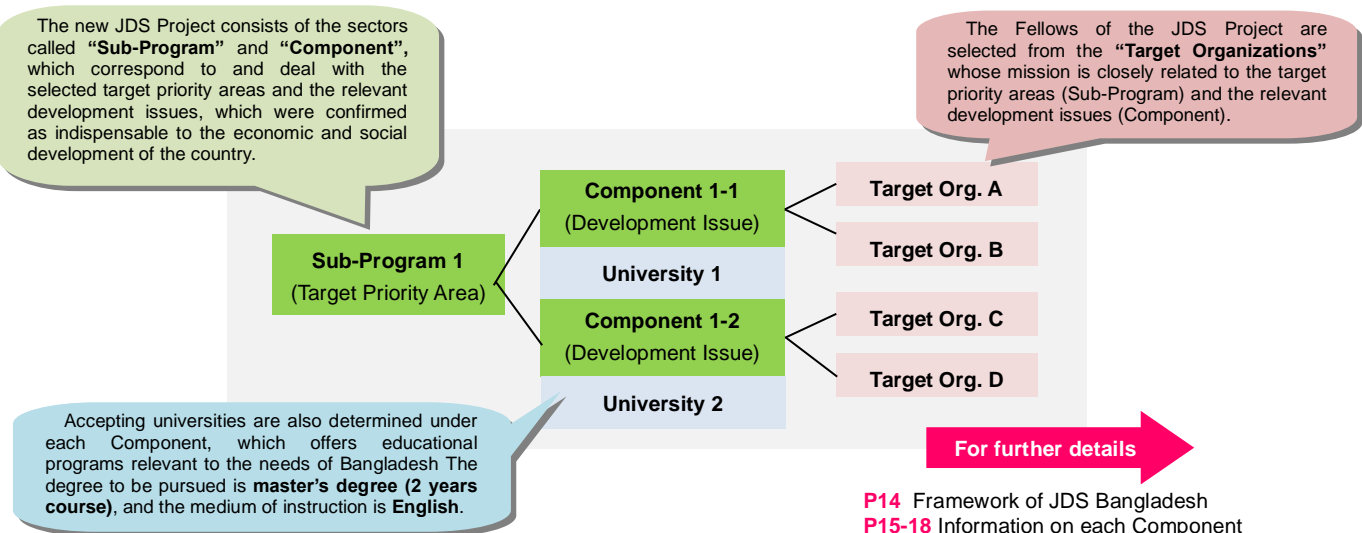 The new JDS Project consists of the sectors
called “Sub-Program” and “Component”,
which correspond to and deal with the
selected target priority areas and the relevant
development issues, which were confirmed
as indispensable to the economic and social
development of the country.
The Fellows of the JDS Project are
selected from the “Target Organizations”
whose mission is closely related to the target
priority areas (Sub-Program) and the relevant
development issues (Component).
Sub-Program 1
(Target Priority Area)
Component 1-1
(Development Issue)
University 1
Component 1-2
(Development Issue)
University 2
Target Org. A
Target Org. B
Target Org. C
Target Org. D
Accepting universities are also determined under
each Component, which offers educational
programs relevant to the needs of Bangladesh The
degree to be pursued is master’s degree (2 years
course), and the medium of instruction is English.
For further details
P14 Framework of JDS Bangladesh
P15-18 Information on each Component